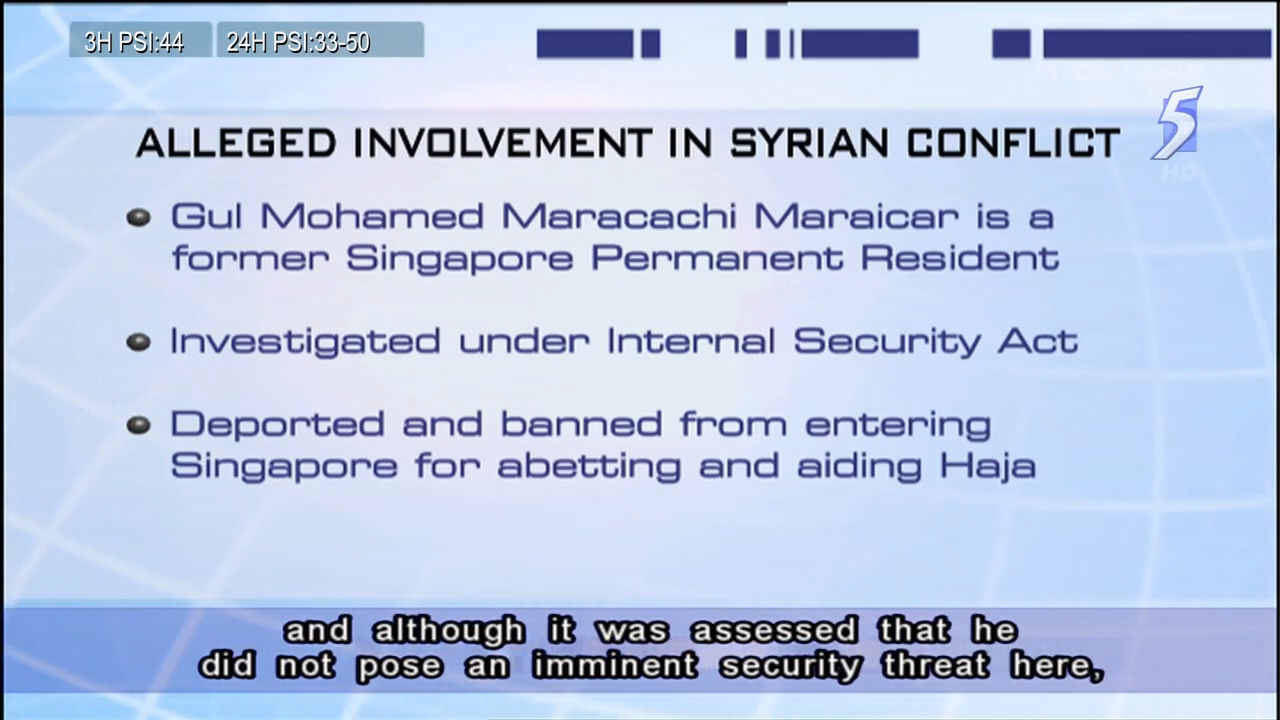 3H PSI:44 24H PSI:33-50
5
HD
ALLEGED INVOLVEMENT IN SYRIAN CONFLICT
Gul Mohamed Maracachi Maraicar is a
former Singapore Permanent Resident
Investigated under Internal Security Act
Deported and banned from entering
Singapore for abetting and aiding Haja
and although it was assessed that he
did not pose an imminent security threat here,